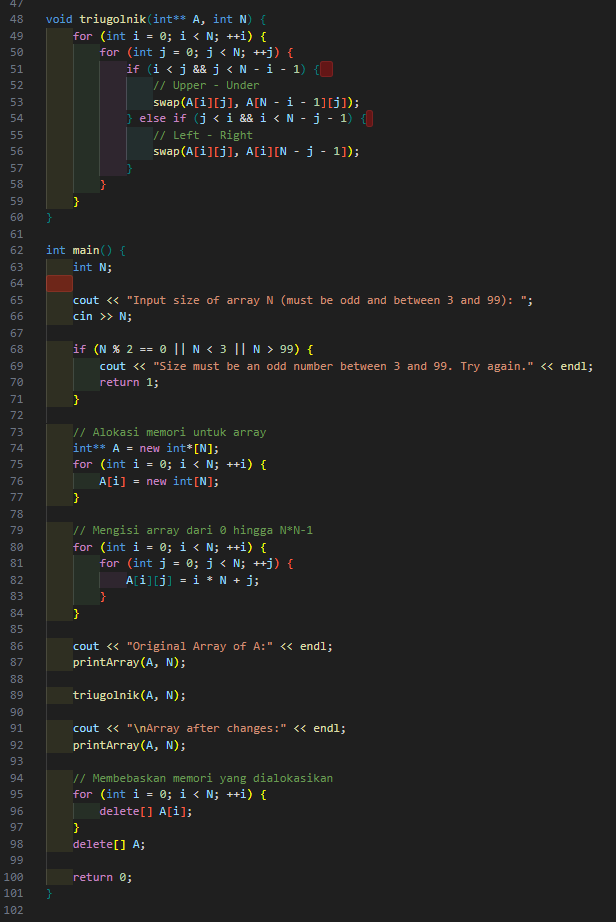 47
48 void triugolnik(int** A, int N) {
49 for (int i = 0; i < N; ++i) {
50 for (int j = 0; j < N; ++j) {
51 if (i < j && j < N - i - 1) {
52 // Upper - Under
53 swap(A[i][j], A[N - i - 1][j]);
54 } else if (j < i && i < N - j - 1) {
55 // Left - Right
56 swap(A[i][j], A[i][N - j - 1]);
57 }
58 }
59 }
60 }
61
62 int main() {
63 int N;
64
65 cout << "Input size of array N (must be odd and between 3 and 99): ";
66 cin >> N;
67
68 if (N % 2 == 0 || N < 3 || N > 99) {
69 cout << "Size must be an odd number between 3 and 99. Try again." << endl;
70 return 1;
71 }
72
73 // Alokasi memori untuk array
74 int** A = new int*[N];
75 for (int i = 0; i < N; ++i) {
76 A[i] = new int[N];
77 }
78
79 // Mengisi array dari 0 hingga N*N-1
80 for (int i = 0; i < N; ++i) {
81 for (int j = 0; j < N; ++j) {
82 A[i][j] = i * N + j;
83 }
84 }
85
86 cout << "Original Array of A:" << endl;
87 printArray(A, N);
88
89 triugolnik(A, N);
90
91 cout << "\nArray after changes:" << endl;
92 printArray(A, N);
93
94 // Membebaskan memori yang dialokasikan
95 for (int i = 0; i < N; ++i) {
96 delete[] A[i];
97 }
98 delete[] A;
99
100 return 0;
101 }
102